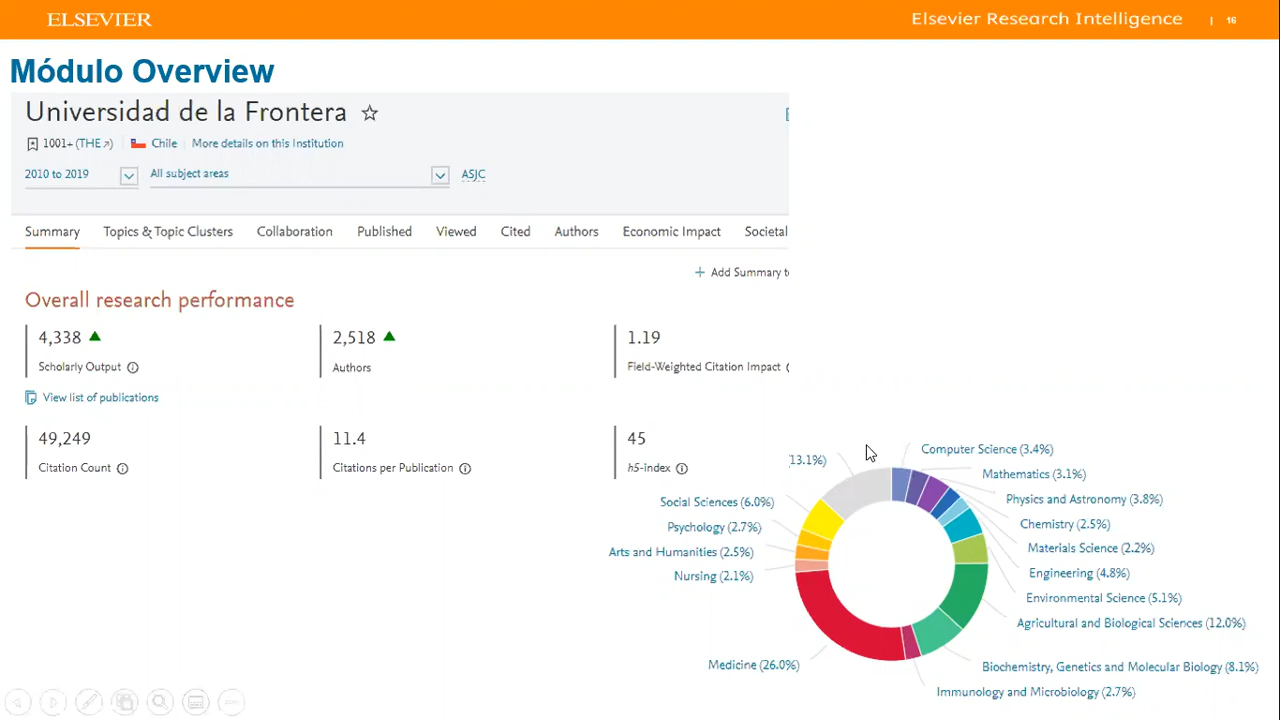 ELSEVIER
Elsevier Research Intelligence | 16
Módulo Overview
Universidad de la Frontera
1001+ (THE↗) Chile More details on this Institution
2010 to 2019 All subject areas ASJC
Summary Topics & Topic Clusters Collaboration Published Viewed Cited Authors Economic Impact Societal
+ Add Summary to
Overall research performance
4,338 2,518 1.19
Scholarly Output Authors Field-Weighted Citation Impact
View list of publications
49,249 11.4 45
Citation Count Citations per Publication h5-index
Computer Science (3.4%)
13.1%)
Mathematics (3.1%)
Social Sciences (6.0%)
Physics and Astronomy (3.8%)
Psychology (2.7%)
Chemistry (2.5%)
Arts and Humanities (2.5%)
Materials Science (2.2%)
Nursing (2.1%)
Engineering (4.8%)
Environmental Science (5.1%)
Agricultural and Biological Sciences (12.0%)
Medicine (26.0%)
Biochemistry, Genetics and Molecular Biology (8.1%)
Immunology and Microbiology (2.7%)